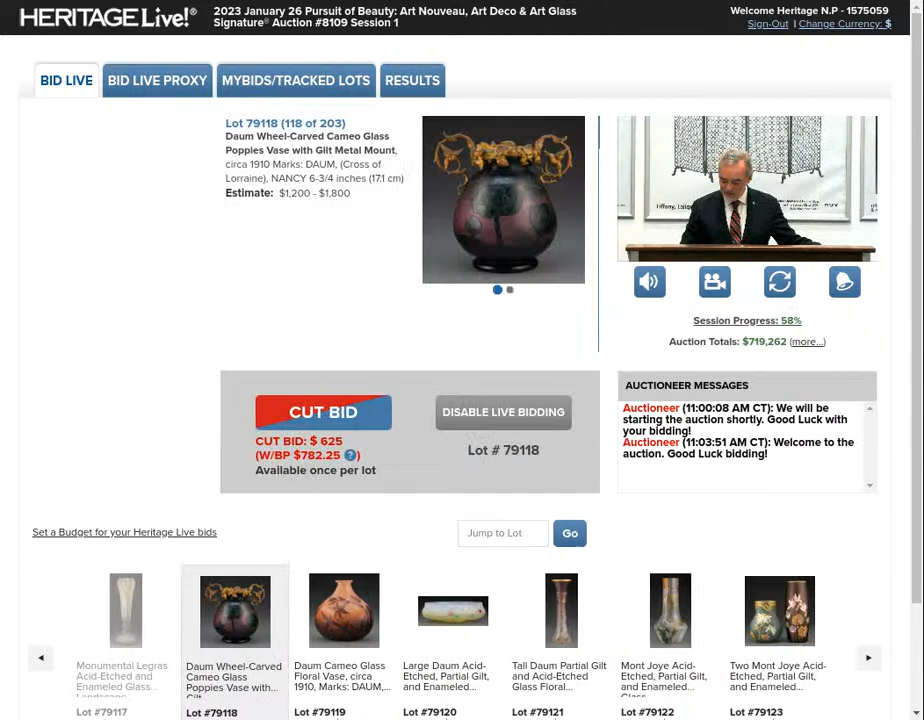 HERITAGE Live!®
2023 January 26 Pursuit of Beauty: Art Nouveau, Art Deco & Art Glass
Signature® Auction #8109 Session 1
Welcome Heritage N.P - 1575059
Sign-Out | Change Currency: $
BID LIVE
BID LIVE PROXY
MYBIDS/TRACKED LOTS
RESULTS
Lot 79118 (118 of 203)
Daum Wheel-Carved Cameo Glass
Poppies Vase with Gilt Metal Mount,
circa 1910 Marks: DAUM, (Cross of
Lorraine), NANCY 6-3/4 inches (17.1 cm)
Estimate: $1,200 - $1,800
Session Progress: 58%
Auction Totals: $719,262 (more...)
CUT BID
CUT BID: $ 625
(W/BP $782.25 ?)
Available once per lot
DISABLE LIVE BIDDING
Lot # 79118
AUCTIONEER MESSAGES
Auctioneer (11:00:08 AM CT): We will be
starting the auction shortly. Good Luck with
your bidding!
Auctioneer (11:03:51 AM CT): Welcome to the
auction. Good Luck bidding!
Set a Budget for your Heritage Live bids
Jump to Lot
Go
Monumental Legras
Acid-Etched and
Enameled Glass...
Landscape
Lot #79117
Daum Wheel-Carved
Cameo Glass
Poppies Vase with...
Gilt
Lot #79118
Daum Cameo Glass
Floral Vase, circa
1910, Marks: DAUM,...
Lot #79119
Large Daum Acid-
Etched, Partial Gilt,
and Enameled...
Lot #79120
Tall Daum Partial Gilt
and Acid-Etched
Glass Floral...
Lot #79121
Mont Joye Acid-
Etched, Partial Gilt,
and Enameled
Glass
Lot #79122
Two Mont Joye Acid-
Etched, Partial Gilt,
and Enameled...
Lot #79123